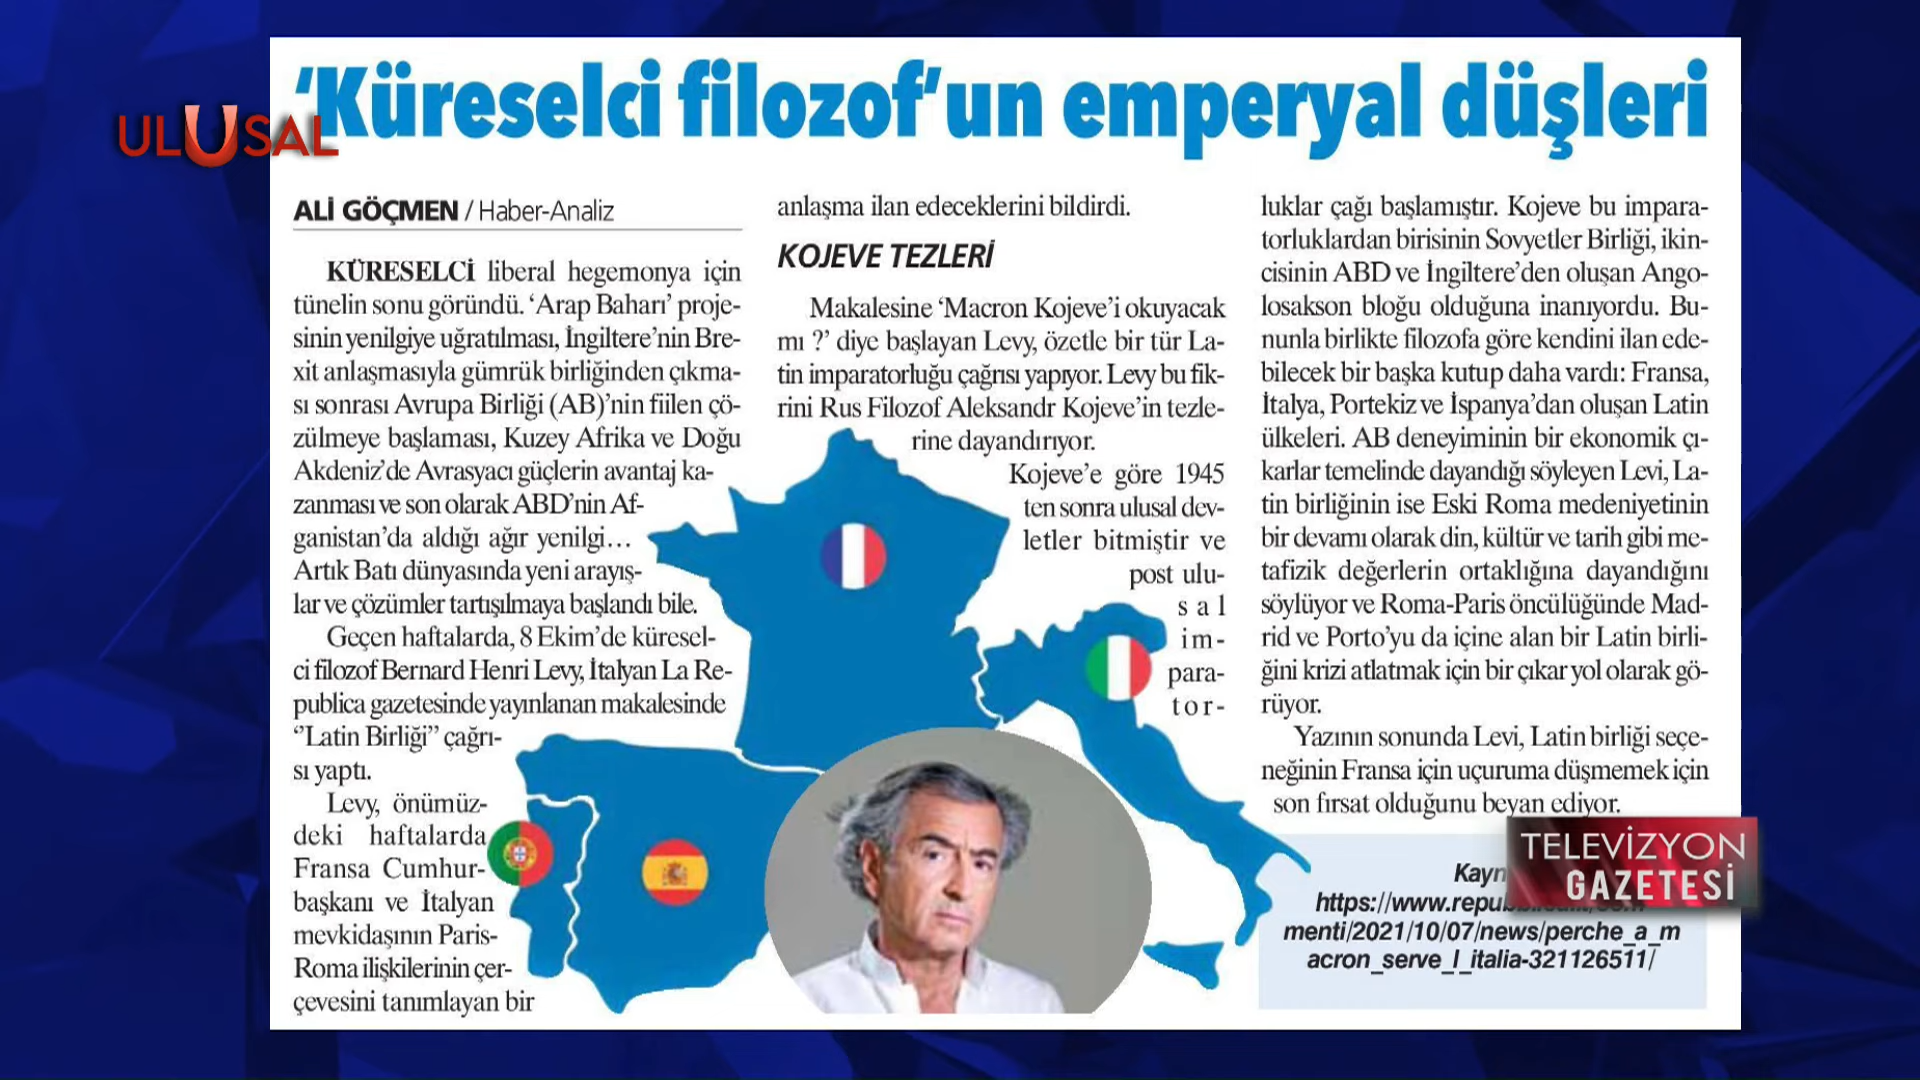 ULUSAL
‘Küreselci filozof’un emperyal düşleri
ALİ GÖÇMEN / Haber-Analiz
KÜRESELCİ liberal hegemonya için
tünelin sonu göründü. ‘Arap Baharı’ proje-
sinin yenilgiye uğratılması, İngiltere’nin Bre-
xit anlaşmasıyla gümrük birliğinden çıkma-
sı sonrası Avrupa Birliği (AB)’nin fiilen çö-
zülmeye başlaması, Kuzey Afrika ve Doğu
Akdeniz’de Avrasyacı güçlerin avantaj ka-
zanması ve son olarak ABD’nin Af-
ganistan’da aldığı ağır yenilgi…
Artık Batı dünyasında yeni arayış-
lar ve çözümler tartışılmaya başlandı bile.
Geçen haftalarda, 8 Ekim’de küresel-
ci filozof Bernard Henri Levy, İtalyan La Re-
publica gazetesinde yayınlanan makalesinde
‘’Latin Birliği” çağrı-
sı yaptı.
Levy, önümüz-
deki haftalarda
Fransa Cumhur-
başkanı ve İtalyan
mevkidaşının Paris-
Roma ilişkilerinin çer-
çevesini tanımlayan bir
anlaşma ilan edeceklerini bildirdi.
KOJEVE TEZLERİ
Makalesine ‘Macron Kojeve’i okuyacak
mı ?’ diye başlayan Levy, özetle bir tür La-
tin imparatorluğu çağrısı yapıyor. Levy bu fik-
rini Rus Filozof Aleksandr Kojeve’in tezle-
rine dayandırıyor.
Kojeve’e göre 1945
ten sonra ulusal dev-
letler bitmiştir ve
post ulu-
sal
im-
para-
tor-
luklar çağı başlamıştır. Kojeve bu impara-
torluklardan birisinin Sovyetler Birliği, ikin-
cisinin ABD ve İngiltere’den oluşan Ango-
losakson bloğu olduğuna inanıyordu. Bu-
nunla birlikte filozofa göre kendini ilan ede-
bilecek bir başka kutup daha vardı: Fransa,
İtalya, Portekiz ve İspanya’dan oluşan Latin
ülkeleri. AB deneyiminin bir ekonomik çı-
karlar temelinde dayandığı söyleyen Levi, La-
tin birliğinin ise Eski Roma medeniyetinin
bir devamı olarak din, kültür ve tarih gibi me-
tafizik değerlerin ortaklığına dayandığını
söylüyor ve Roma-Paris öncülüğünde Mad-
rid ve Porto’yu da içine alan bir Latin birli-
ğini krizi atlatmak için bir çıkar yol olarak gö-
rüyor.
Yazının sonunda Levi, Latin birliği seçe-
neğinin Fransa için uçuruma düşmemek için
son fırsat olduğunu beyan ediyor.
TELEVİZYON
GAZETESİ
menti/2021/10/07/news/perche_a_m
acron_serve_l_italia-321126511/